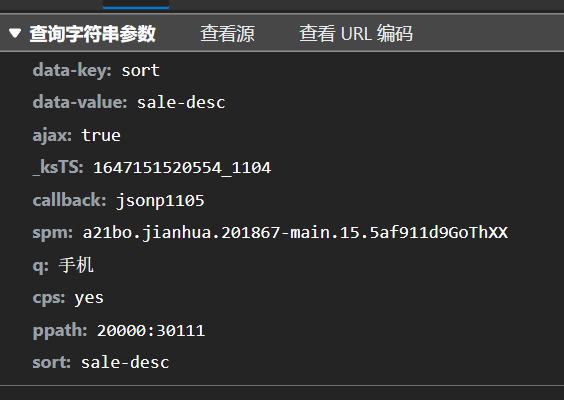 查询字符串参数 查看源 查看 URL 编码
data-key: sort
data-value: sale-desc
ajax: true
_ksTS: 1647151520554_1104
callback: jsonp1105
spm: a21bo.jianhua.201867-main.15.5af911d9GoThXX
q: 手机
cps: yes
ppath: 20000:30111
sort: sale-desc